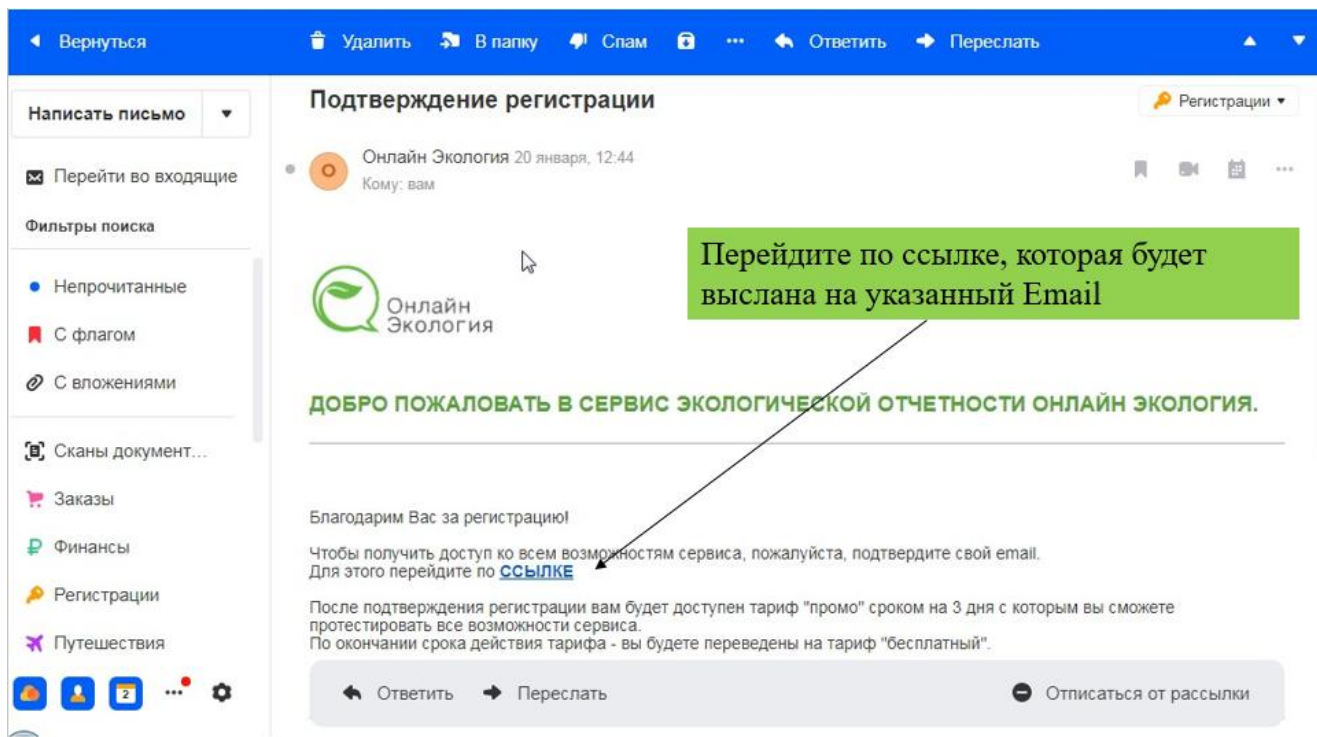 Вернуться
Удалить
В папку
Спам
Ответить
Переслать
Написать письмо
Перейти во входящие
Фильтры поиска
Непрочитанные
С флагом
С вложениями
Сканы документ...
Заказы
Финансы
Регистрации
Путешествия
2
Подтверждение регистрации
Регистрации
О
Онлайн Экология 20 января, 12:44
Кому: вам
Перейдите по ссылке, которая будет
выслана на указанный Email
Онлайн
Экология
ДОБРО ПОЖАЛОВАТЬ В СЕРВИС ЭКОЛОГИЧЕСКОЙ ОТЧЕТНОСТИ ОНЛАЙН ЭКОЛОГИЯ.
Благодарим Вас за регистрацию!
Чтобы получить доступ ко всем возможностям сервиса, пожалуйста, подтвердите свой email.
Для этого перейдите по ССЫЛКЕ
После подтверждения регистрации вам будет доступен тариф "промо" сроком на 3 дня с которым вы сможете
протестировать все возможности сервиса.
По окончании срока действия тарифа - вы будете переведены на тариф "бесплатный".
Ответить
Переслать
Отписаться от рассылки